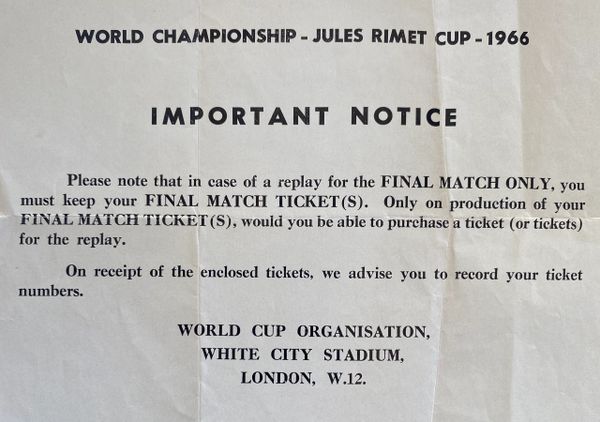 WORLD CHAMPIONSHIP - JULES RIMET CUP - 1966
IMPORTANT NOTICE
Please note that in case of a replay for the FINAL MATCH ONLY, you
must keep your FINAL MATCH TICKET(S). Only on production of your
FINAL MATCH TICKET(S), would you be able to purchase a ticket (or tickets)
for the replay.
On receipt of the enclosed tickets, we advise you to record your ticket
numbers.
WORLD CUP ORGANISATION,
WHITE CITY STADIUM,
LONDON, W.12.